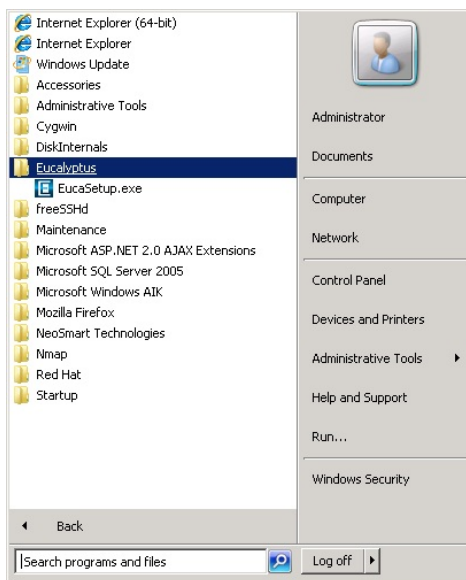 Internet Explorer (64-bit)
Internet Explorer
Windows Update
Accessories
Administrative Tools
Cygwin
DiskInternals
Eucalyptus
EucaSetup.exe
freeSSHd
Maintenance
Microsoft ASP.NET 2.0 AJAX Extensions
Microsoft SQL Server 2005
Microsoft Windows AIK
Mozilla Firefox
NeoSmart Technologies
Nmap
Red Hat
Startup
Back
Search programs and files
Administrator
Documents
Computer
Network
Control Panel
Devices and Printers
Administrative Tools
Help and Support
Run...
Windows Security
Log off